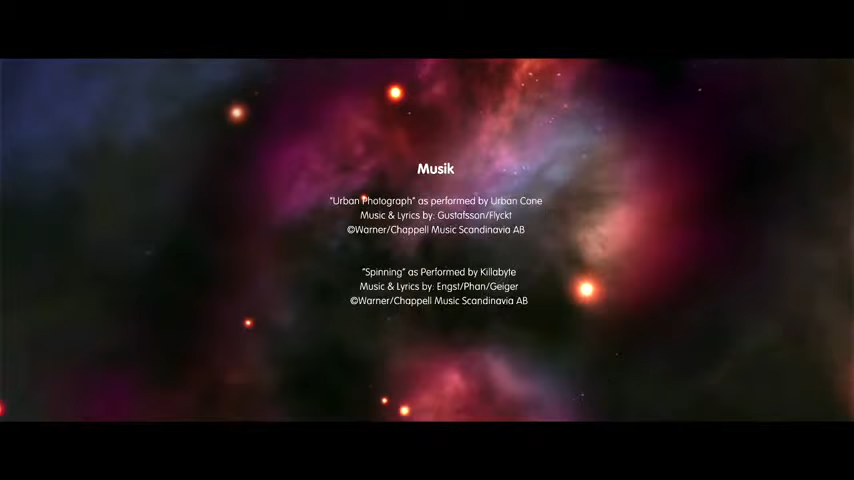 Musik
"Urban Photograph" as performed by Urban Cone
Music & Lyrics by: Gustafsson/Flyckt
©Warner/Chappell Music Scandinavia AB
"Spinning" as Performed by Killabyte
Music & Lyrics by: Engst/Phan/Geiger
©Warner/Chappell Music Scandinavia AB